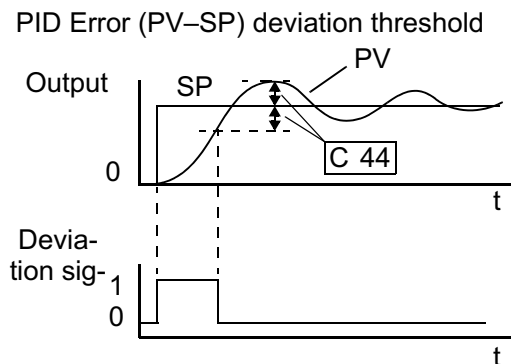 PID Error (PV–SP) deviation threshold
PV
Output
SP
C 44
0
t
Devia-
tion sig-
1
0
t